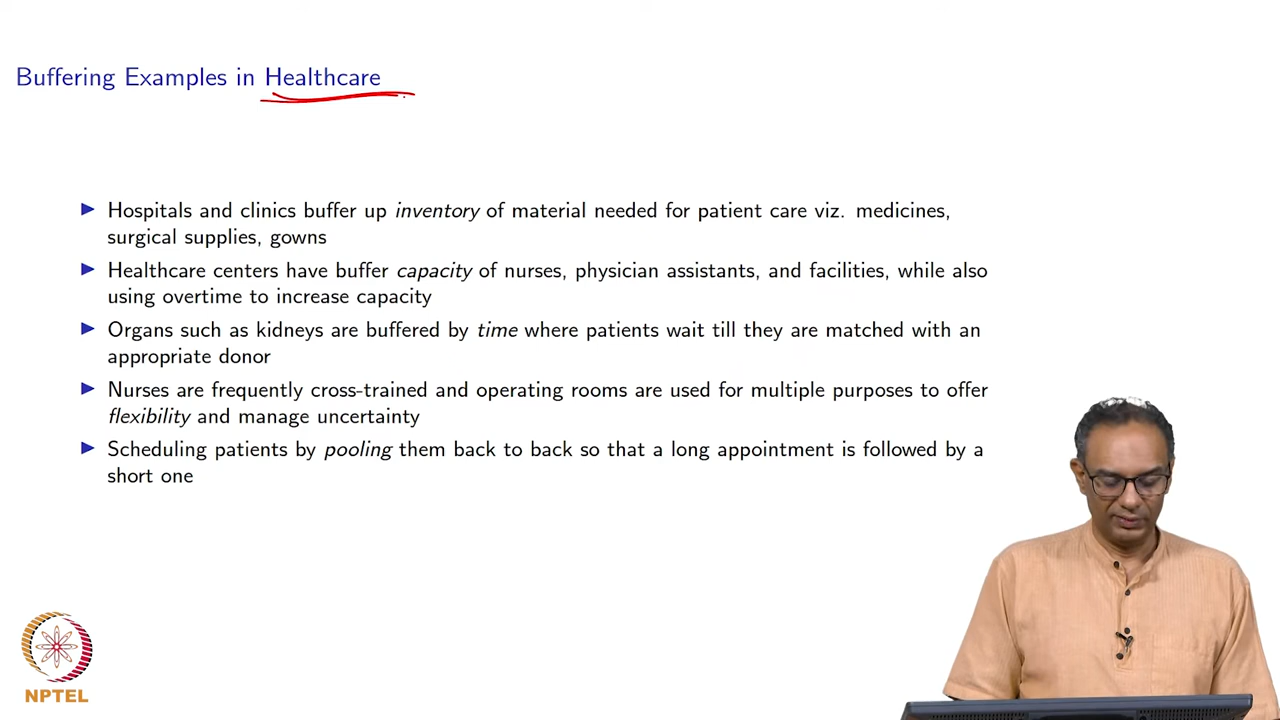 Buffering Examples in Healthcare
Hospitals and clinics buffer up inventory of material needed for patient care viz. medicines,
surgical supplies, gowns
Healthcare centers have buffer capacity of nurses, physician assistants, and facilities, while also
using overtime to increase capacity
Organs such as kidneys are buffered by time where patients wait till they are matched with an
appropriate donor
Nurses are frequently cross-trained and operating rooms are used for multiple purposes to offer
flexibility and manage uncertainty
Scheduling patients by pooling them back to back so that a long appointment is followed by a
short one
NPTEL